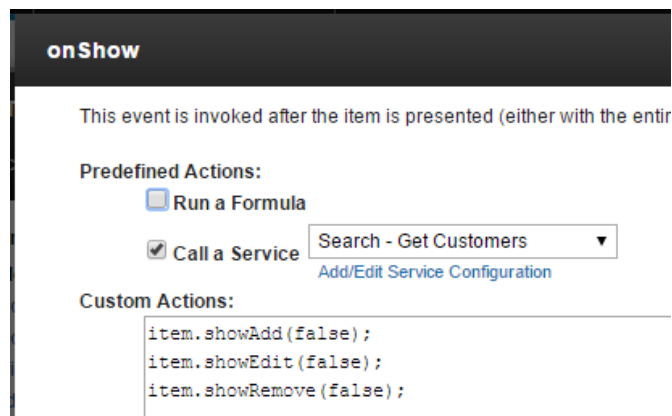 onShow
This event is invoked after the item is presented (either with the entir
Predefined Actions:
Run a Formula
Call a Service Search - Get Customers
Add/Edit Service Configuration
Custom Actions:
item.showAdd(false);
item.showEdit(false);
item.showRemove(false);